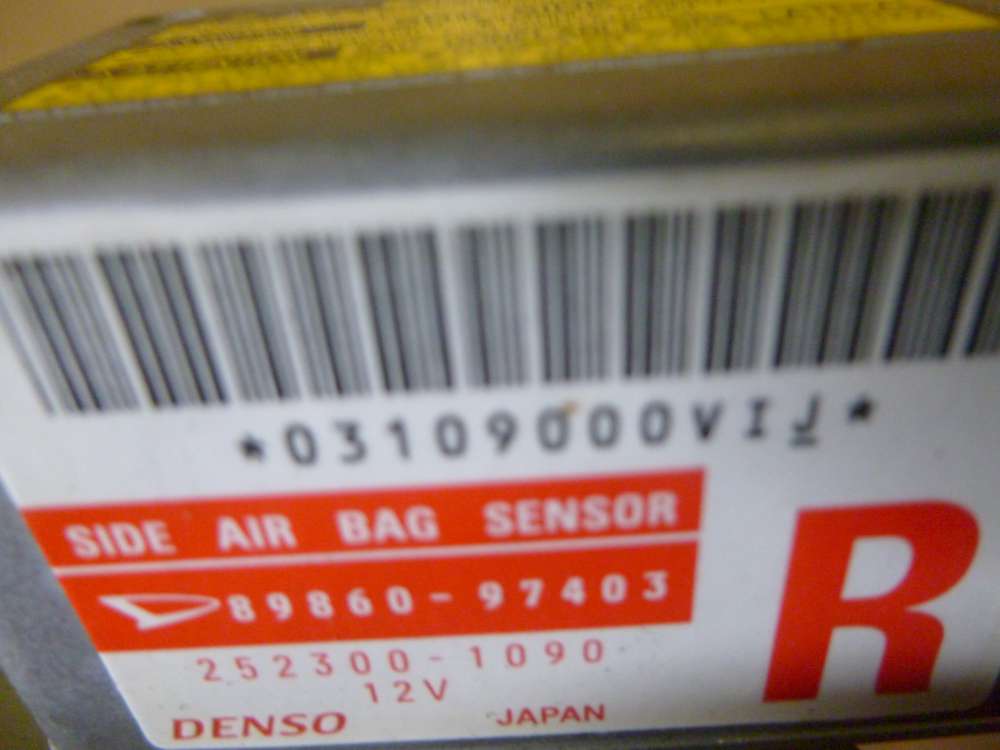 *03109000VIJ*
SIDE AIR BAG SENSOR
89860-97403
R
252300-1090
12V
DENSO JAPAN